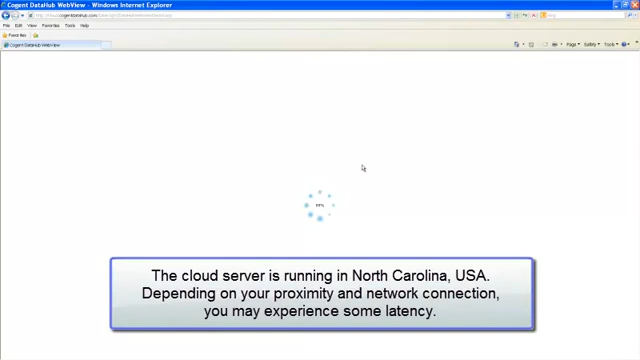 Cogent DataHub WebView - Windows Internet Explorer
File Edit View Favorites Tools Help
Favorites
Cogent DataHub WebView
Page Safety Tools
The cloud server is running in North Carolina, USA.
Depending on your proximity and network connection,
you may experience some latency.